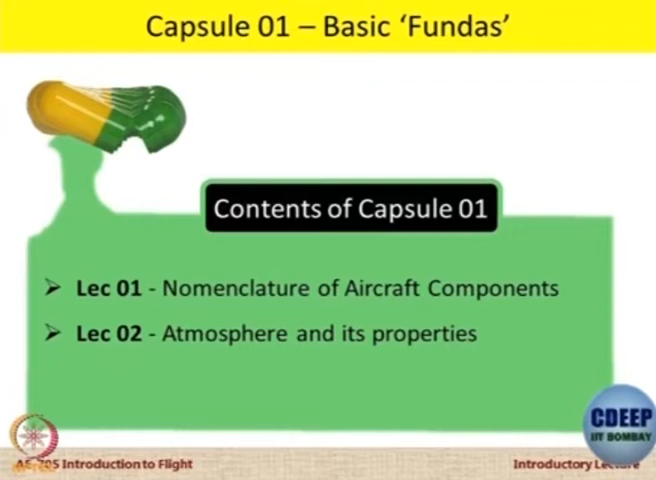 Capsule 01 – Basic ‘Fundas’
Contents of Capsule 01
➢ Lec 01 - Nomenclature of Aircraft Components
➢ Lec 02 - Atmosphere and its properties
CDEEP
IIT BOMBAY
Introduction to Flight
Introductory Lecture